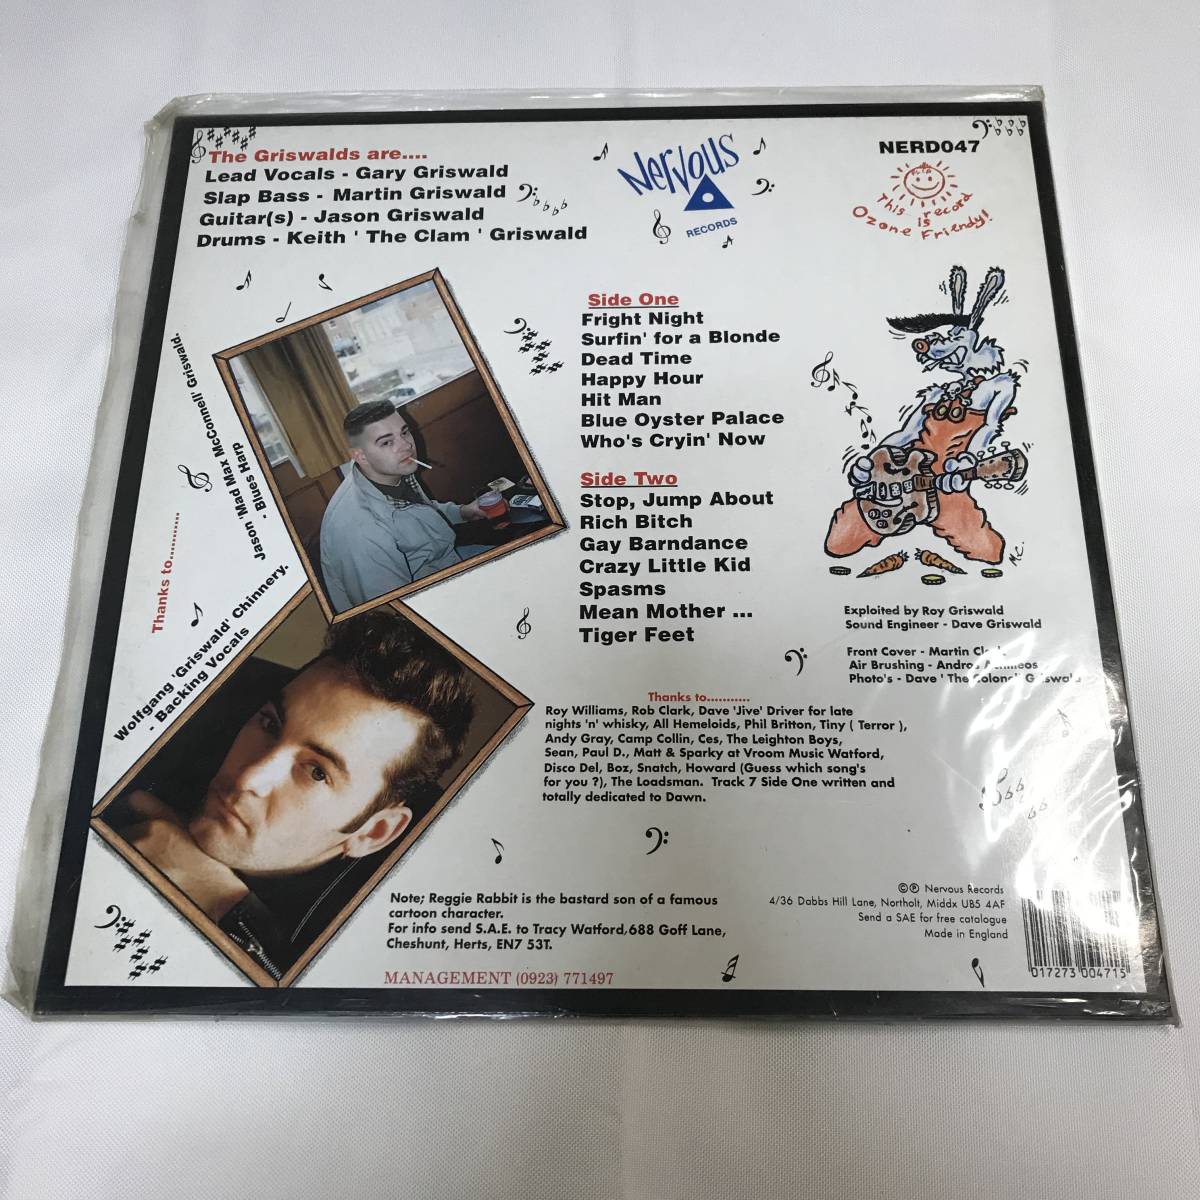 The Griswalds are....
Lead Vocals - Gary Griswald
Slap Bass - Martin Griswald
Guitar(s) - Jason Griswald
Drums - Keith ' The Clam ' Griswald
Nervous
RECORDS
NERD047
This record
is
Ozone Friendy!
Thanks to...........
Jason 'Mad Max McConnell' Griswald.
- Blues Harp
Wolfgang 'Griswald' Chinnery.
- Backing Vocals
Side One
Fright Night
Surfin' for a Blonde
Dead Time
Happy Hour
Hit Man
Blue Oyster Palace
Who's Cryin' Now
Side Two
Stop, Jump About
Rich Bitch
Gay Barndance
Crazy Little Kid
Spasms
Mean Mother ...
Tiger Feet
M.C.
Exploited by Roy Griswald
Sound Engineer - Dave Griswald
Front Cover - Martin
Air Brushing -
Photo's - Dave ' The Colonel' Griswald
Thanks to...........
Roy Williams, Rob Clark, Dave 'Jive' Driver for late
nights 'n' whisky, All Hemeloids, Phil Britton, Tiny ( Terror ),
Andy Gray, Camp Collin, Ces, The Leighton Boys,
Sean, Paul D., Matt & Sparky at Vroom Music Watford,
Disco Del, Boz, Snatch, Howard (Guess which song's
for you ?), The Loadsman. Track 7 Side One written and
totally dedicated to Dawn.
Note; Reggie Rabbit is the bastard son of a famous
cartoon character.
For info send S.A.E. to Tracy Watford,688 Goff Lane,
Cheshunt, Herts, EN7 53T.
MANAGEMENT (0923) 771497
©℗ Nervous Records
4/36 Dabbs Hill Lane, Northolt, Middx UB5 4AF
Send a SAE for free catalogue
Made in England
017273 004715